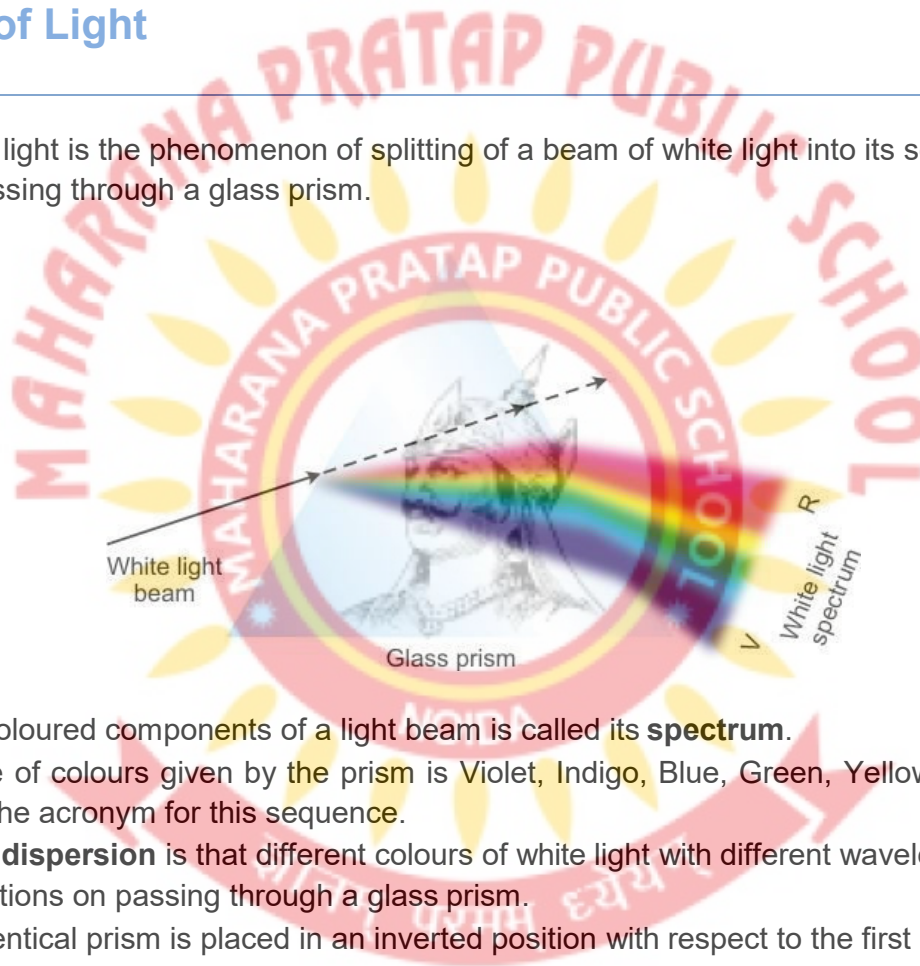 of Light
MAHARANA PRATAP PUBLIC SCHOOL
light is the phenomenon of splitting of a beam of white light into its s
ssing through a glass prism.
MAHARANA PRATAP PUBLIC SCHOOL
White light
beam
R
White light
spectrum
V
Glass prism
NOIDA
oloured components of a light beam is called its spectrum.
e of colours given by the prism is Violet, Indigo, Blue, Green, Yellow
he acronym for this sequence.
dispersion is that different colours of white light with different wavele
tions on passing through a glass prism.
entical prism is placed in an inverted position with respect to the first
परमम ध्येयम्